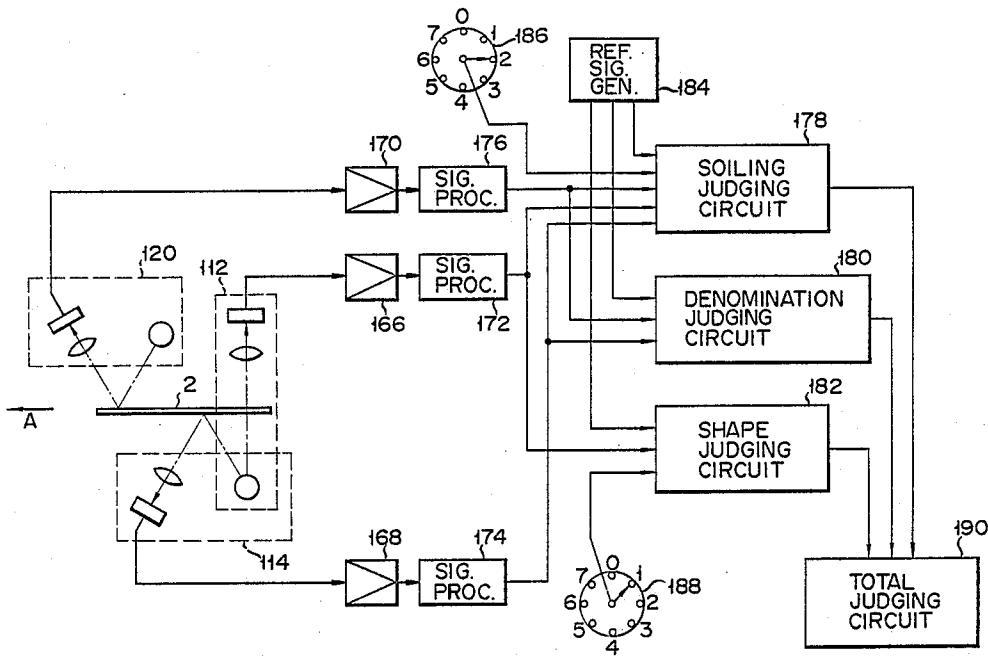 0
7 1 186
6 2
5 3
4
REF.
SIG.
GEN.
184
170
176
SIG.
PROC.
178
SOILING
JUDGING
CIRCUIT
120
112
166
SIG.
PROC.
172
180
DENOMINATION
JUDGING
CIRCUIT
2
A
182
SHAPE
JUDGING
CIRCUIT
114
168
174
SIG.
PROC.
0
7 1 188
6 2
5 3
4
190
TOTAL
JUDGING
CIRCUIT